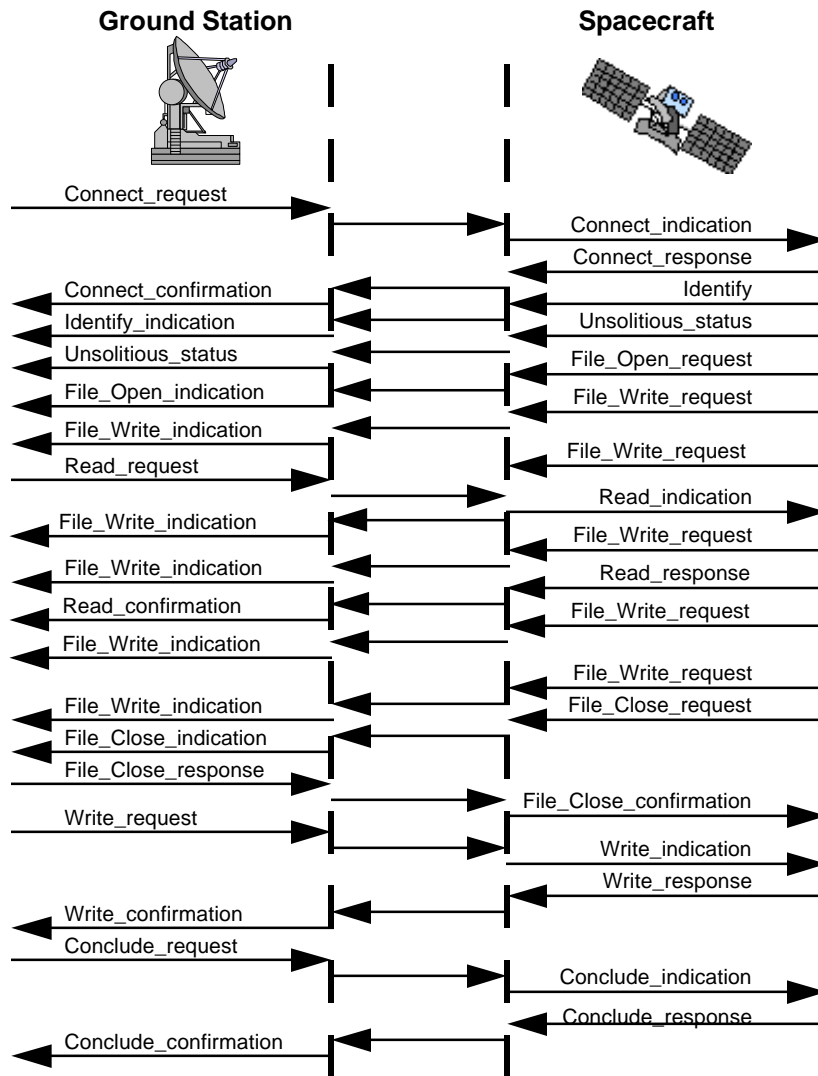 Ground Station
Spacecraft
Connect_request
Connect_indication
Connect_response
Connect_confirmation
Identify
Identify_indication
Unsolitious_status
Unsolitious_status
File_Open_request
File_Open_indication
File_Write_request
File_Write_indication
File_Write_request
Read_request
Read_indication
File_Write_indication
File_Write_request
File_Write_indication
Read_response
Read_confirmation
File_Write_request
File_Write_indication
File_Write_request
File_Write_indication
File_Close_request
File_Close_indication
File_Close_response
File_Close_confirmation
Write_request
Write_indication
Write_response
Write_confirmation
Conclude_request
Conclude_indication
Conclude_response
Conclude_confirmation